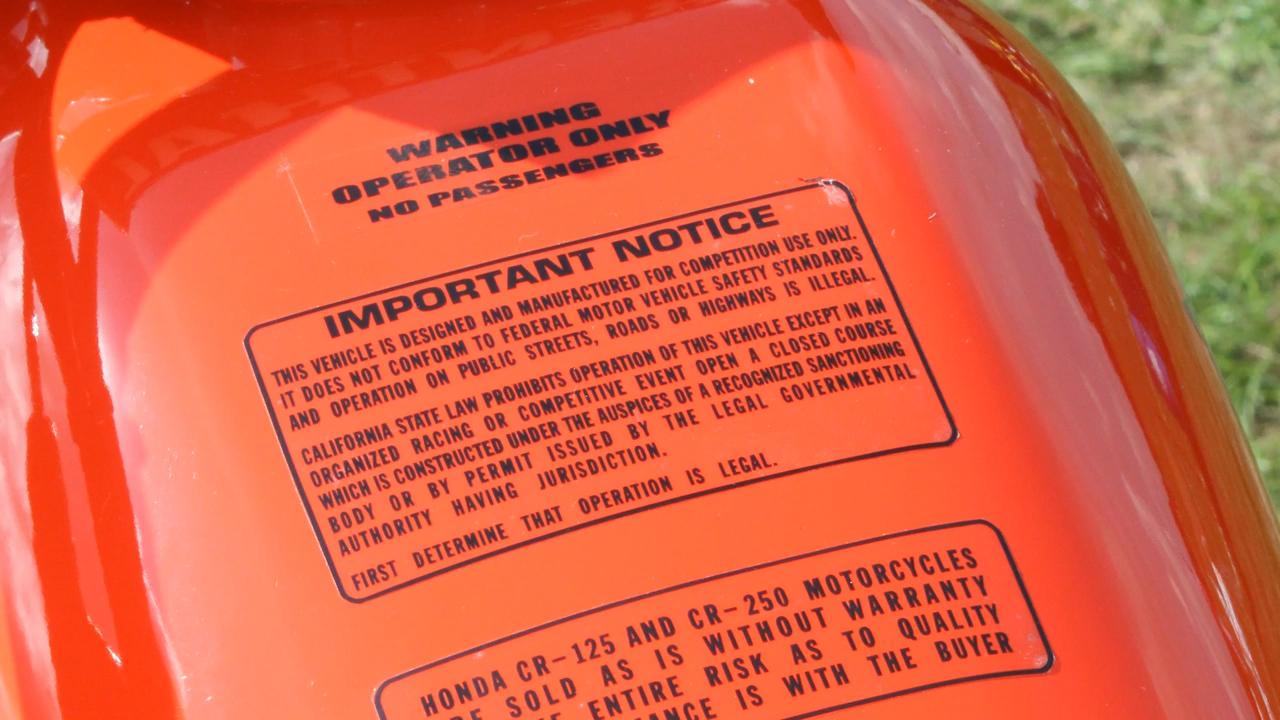 WARNING
OPERATOR ONLY
NO PASSENGERS
IMPORTANT NOTICE
THIS VEHICLE IS DESIGNED AND MANUFACTURED FOR COMPETITION USE ONLY.
IT DOES NOT CONFORM TO FEDERAL MOTOR VEHICLE SAFETY STANDARDS
AND OPERATION ON PUBLIC STREETS, ROADS OR HIGHWAYS IS ILLEGAL.
CALIFORNIA STATE LAW PROHIBITS OPERATION OF THIS VEHICLE EXCEPT IN AN
ORGANIZED RACING OR COMPETITIVE EVENT OPEN A CLOSED COURSE
WHICH IS CONSTRUCTED UNDER THE AUSPICES OF A RECOGNIZED SANCTIONING
BODY OR BY PERMIT ISSUED BY THE LEGAL GOVERNMENTAL
AUTHORITY HAVING JURISDICTION.
FIRST DETERMINE THAT OPERATION IS LEGAL.
HONDA CR-125 AND CR-250 MOTORCYCLES
SOLD AS IS WITHOUT WARRANTY
ENTIRE RISK AS TO QUALITY
IS WITH THE BUYER